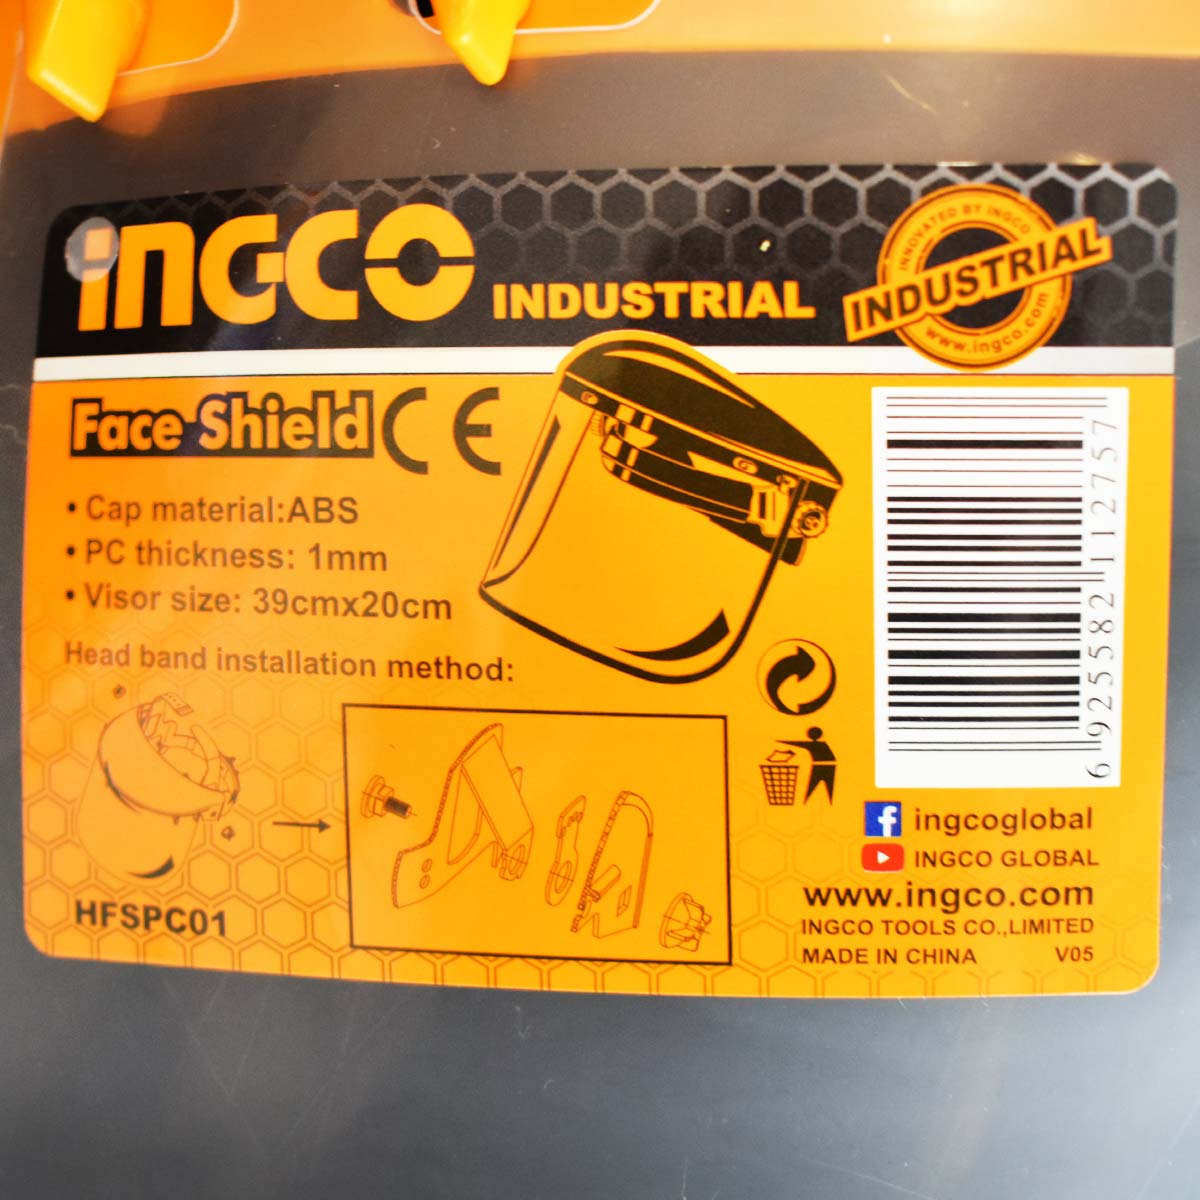 INGCO INDUSTRIAL
INNOVATED BY INGCO
INDUSTRIAL
www.ingco.com
Face Shield CE
• Cap material:ABS
• PC thickness: 1mm
• Visor size: 39cmx20cm
Head band installation method:
HFSPC01
6925582112757
f ingcoglobal
INGCO GLOBAL
www.ingco.com
INGCO TOOLS CO.,LIMITED
MADE IN CHINA V05